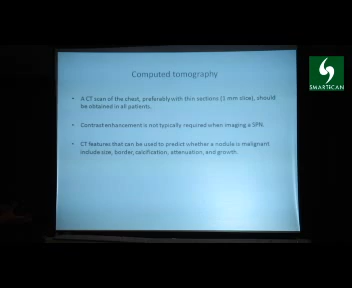 Computed tomography
• A CT scan of the chest, preferably with thin sections (1 mm slice), should
be obtained in all patients.
• Contrast enhancement is not typically required when imaging a SPN.
• CT features that can be used to predict whether a nodule is malignant
include size, border, calcification, attenuation, and growth.
SMARTECAN